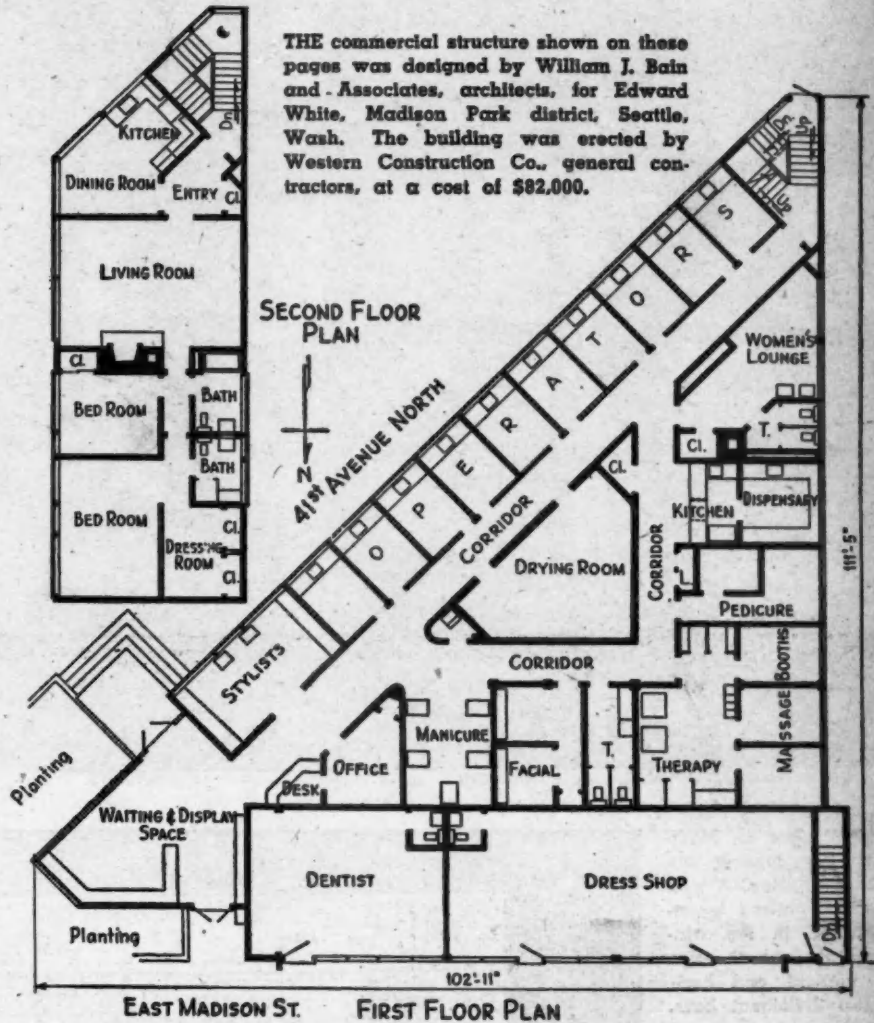 THE commercial structure shown on these
pages was designed by William J. Bain
and Associates, architects, for Edward
White, Madison Park district, Seattle,
Wash. The building was erected by
Western Construction Co., general con-
tractors, at a cost of $82,000.
KITCHEN
Dn.
DINING ROOM
ENTRY
Cl.
LIVING ROOM
SECOND FLOOR
PLAN
Cl.
BED ROOM
BATH
BATH
N
BED ROOM
Cl.
DRESSING
ROOM
Cl.
41st AVENUE NORTH
Dn.
Up
Up
OPERATORS
WOMEN'S
LOUNGE
T.
Cl.
Cl.
KITCHEN
DISPENSARY
CORRIDOR
DRYING ROOM
CORRIDOR
PEDICURE
111'-5"
STYLISTS
CORRIDOR
MASSAGE BOOTHS
MANICURE
OFFICE
FACIAL
T.
THERAPY
DESK
Planting
WAITING & DISPLAY
SPACE
DENTIST
DRESS SHOP
Planting
Dn
102'-11"
EAST MADISON ST.
FIRST FLOOR PLAN